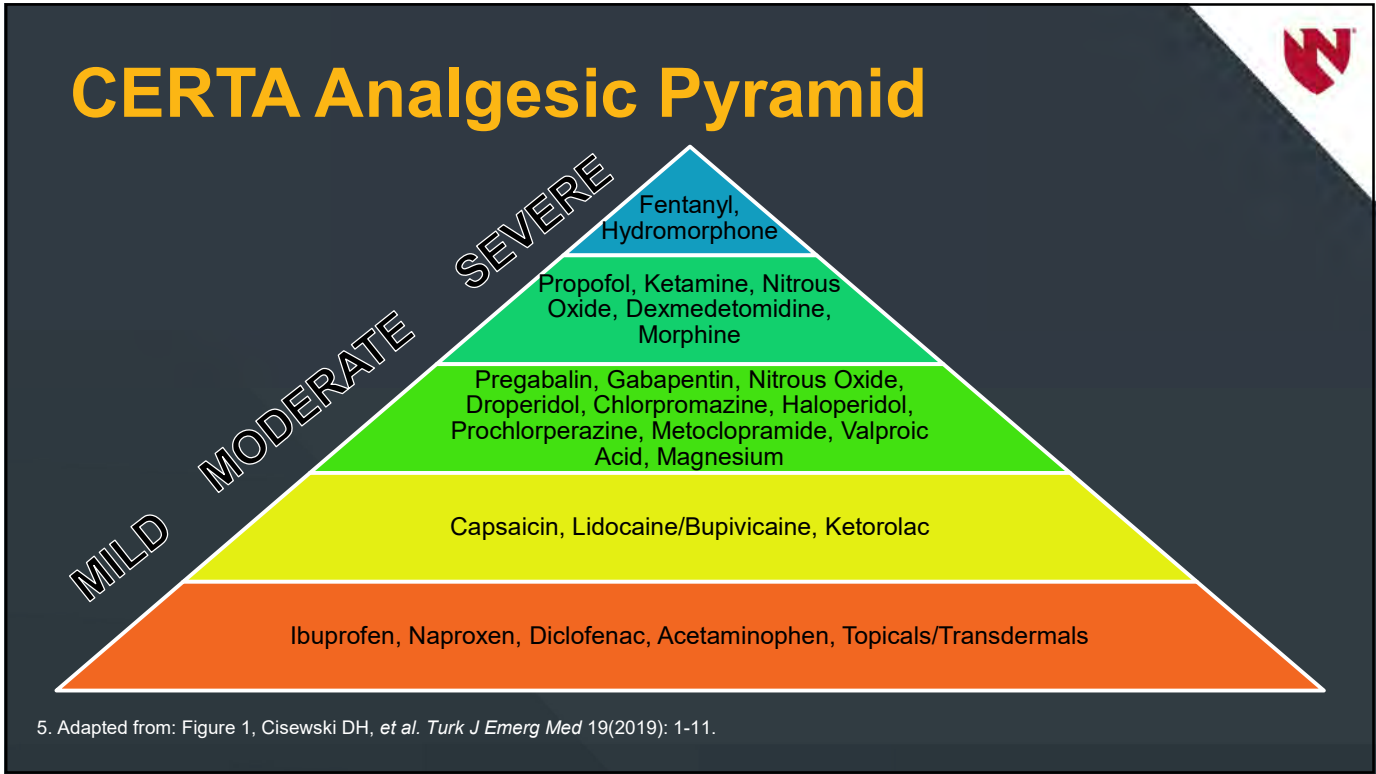 CERTA Analgesic Pyramid
SEVERE
Fentanyl,
Hydromorphone
Propofol, Ketamine, Nitrous
Oxide, Dexmedetomidine,
Morphine
MODERATE
Pregabalin, Gabapentin, Nitrous Oxide,
Droperidol, Chlorpromazine, Haloperidol,
Prochlorperazine, Metoclopramide, Valproic
Acid, Magnesium
MILD
Capsaicin, Lidocaine/Bupivicaine, Ketorolac
Ibuprofen, Naproxen, Diclofenac, Acetaminophen, Topicals/Transdermals
5. Adapted from: Figure 1, Cisewski DH, et al. Turk J Emerg Med 19(2019): 1-11.
N